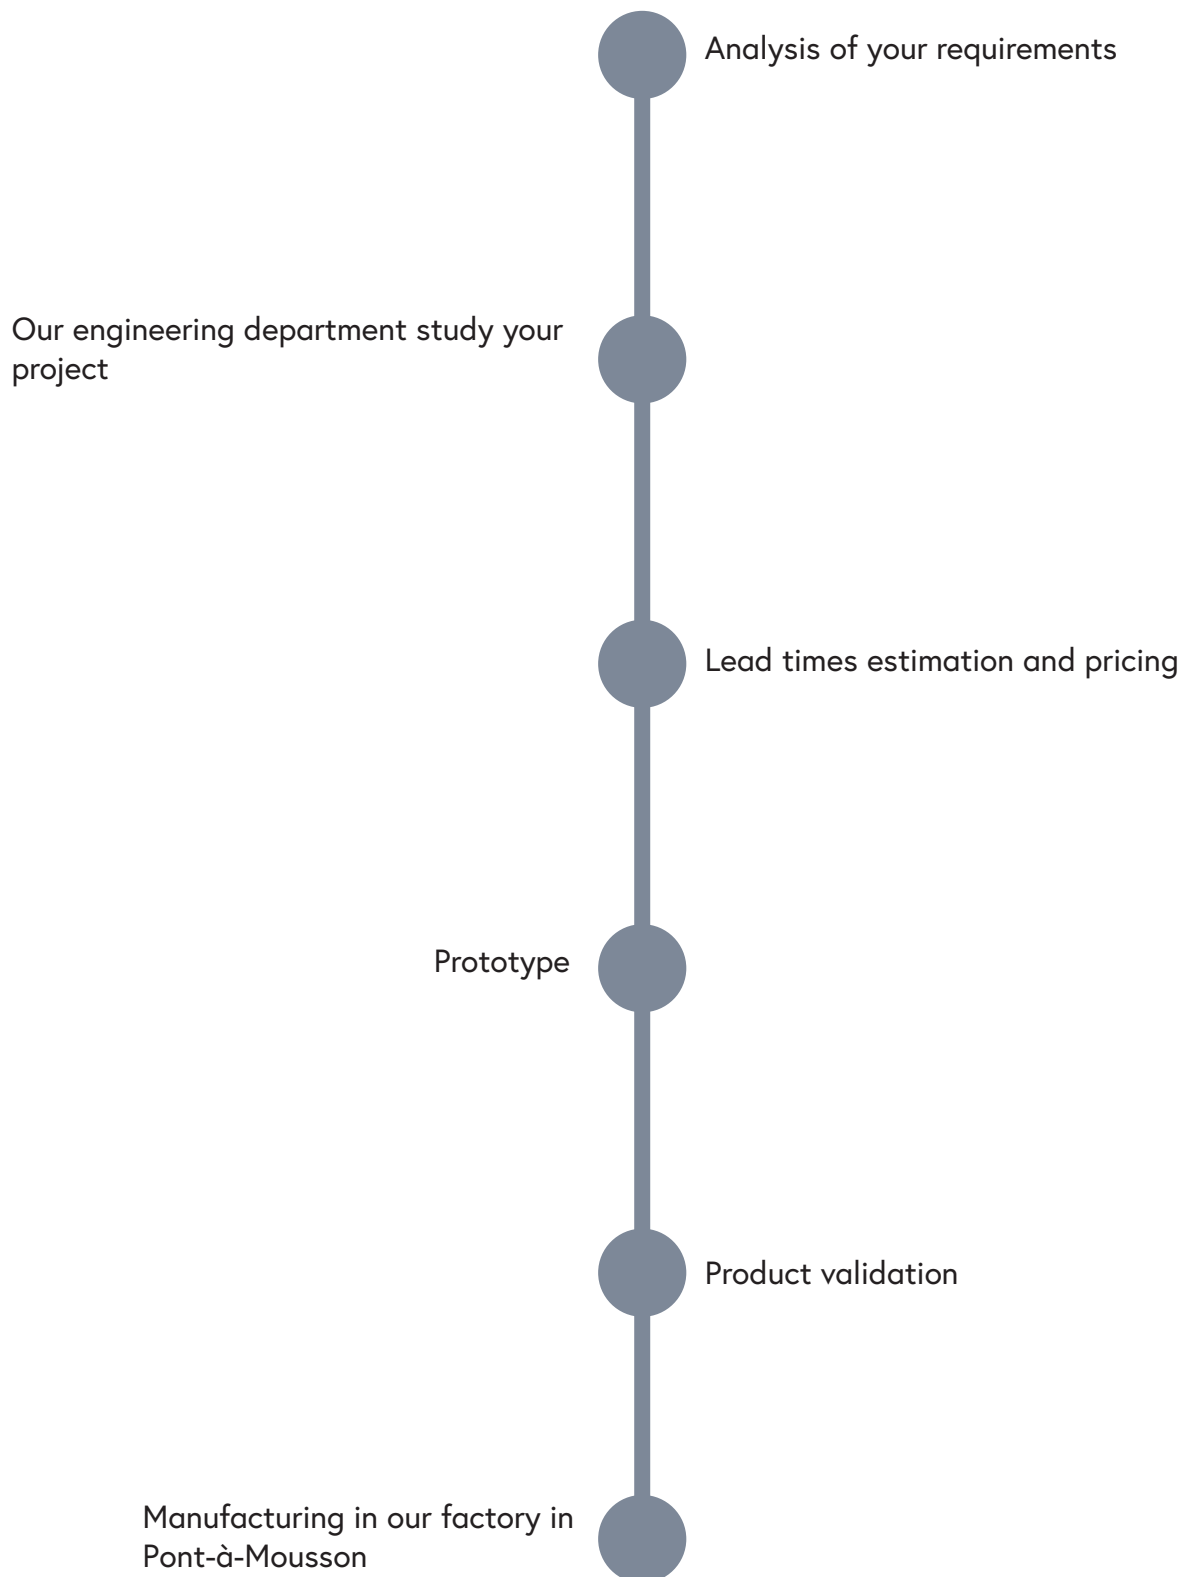 Analysis of your requirements
Our engineering department study your
project
Lead times estimation and pricing
Prototype
Product validation
Manufacturing in our factory in
Pont-à-Mousson